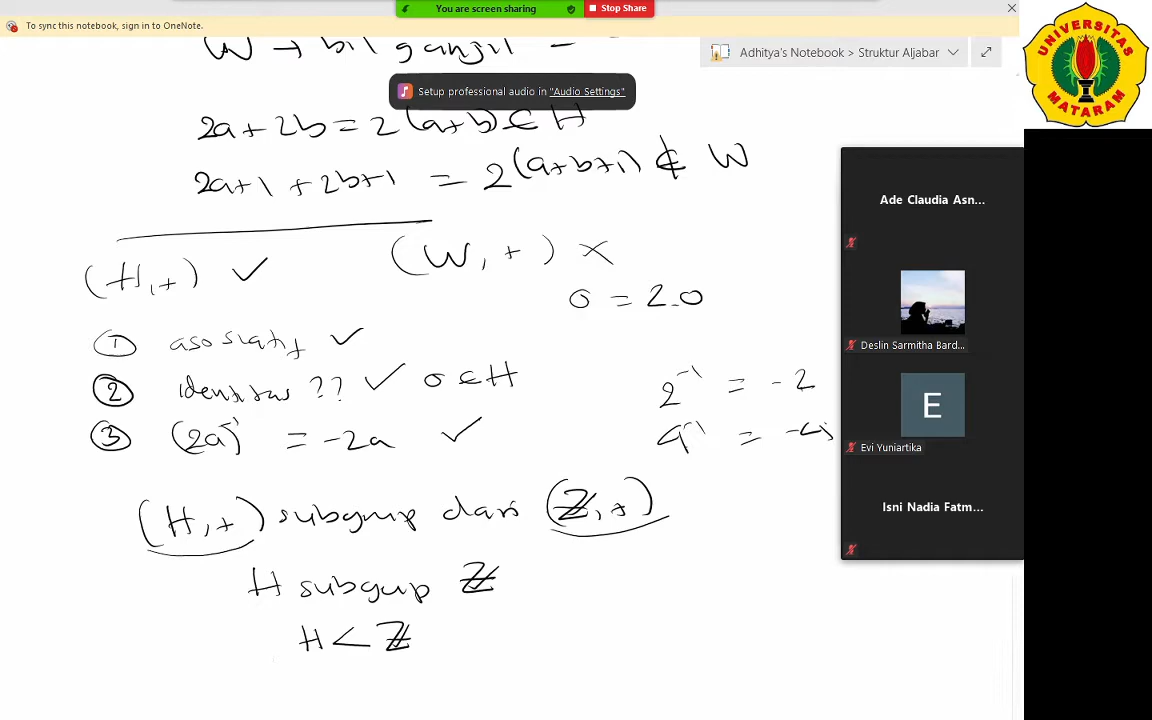 You are screen sharing
Stop Share
To sync this notebook, sign in to OneNote.
Adhitya's Notebook > Struktur Aljabar
W → bil ganjil =
Setup professional audio in "Audio Settings"
2a + 2b = 2(a+b) ∈ H
2a+1 + 2b+1 = 2(a+b+1) ∉ W
(H,+) ✓ (W,+) ×
0 = 2.0
① asosiatif ✓
② identitas ?? ✓ 0 ∈ H
2⁻¹ = -2
③ (2a)⁻¹ = -2a ✓
4⁻¹ = -4
(H,+) subgrup dari (ℤ,+)
H subgrup ℤ
H < ℤ
UNIVERSITAS
MATARAM
Ade Claudia Asn...
Deslin Sarmitha Bard...
E
Evi Yuniartika
Isni Nadia Fatm...